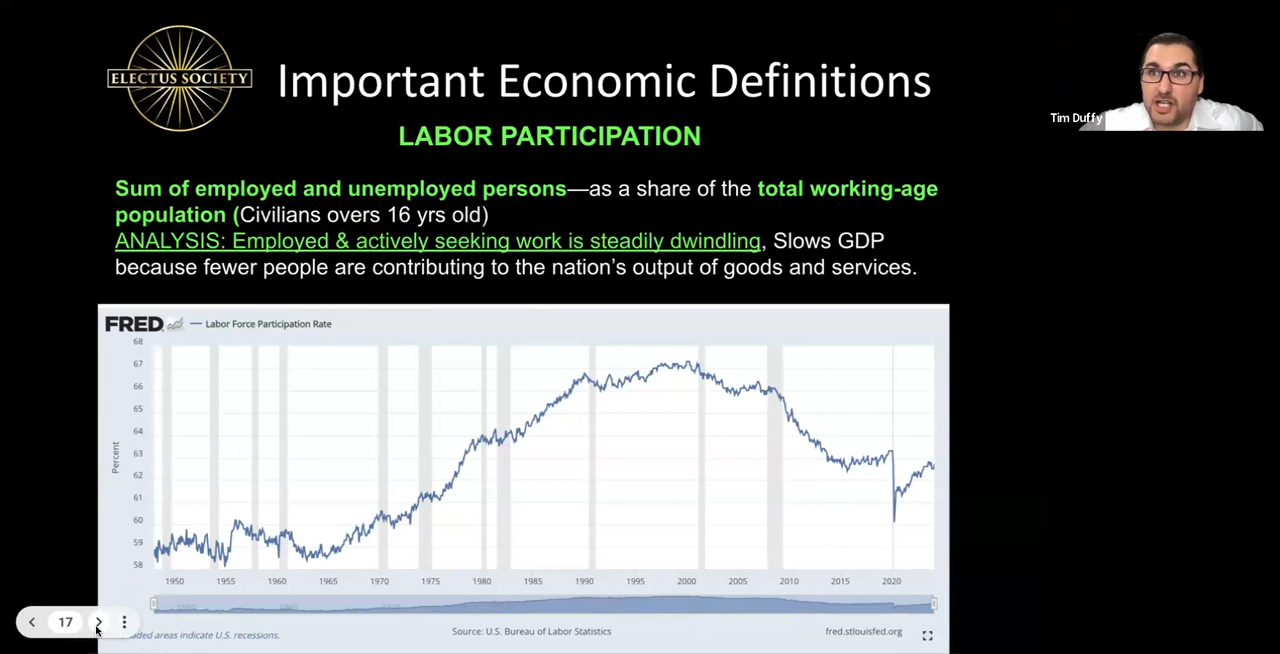 ELECTUS SOCIETY
Important Economic Definitions
Tim Duffy
LABOR PARTICIPATION
Sum of employed and unemployed persons—as a share of the total working-age
population (Civilians overs 16 yrs old)
ANALYSIS: Employed & actively seeking work is steadily dwindling, Slows GDP
because fewer people are contributing to the nation's output of goods and services.
FRED
Labor Force Participation Rate
68
67
66
65
64
63
62
61
60
59
58
Percent
1950 1955 1960 1965 1970 1975 1980 1985 1990 1995 2000 2005 2010 2015 2020
17
areas indicate U.S. recessions.
Source: U.S. Bureau of Labor Statistics
fred.stlouisfed.org